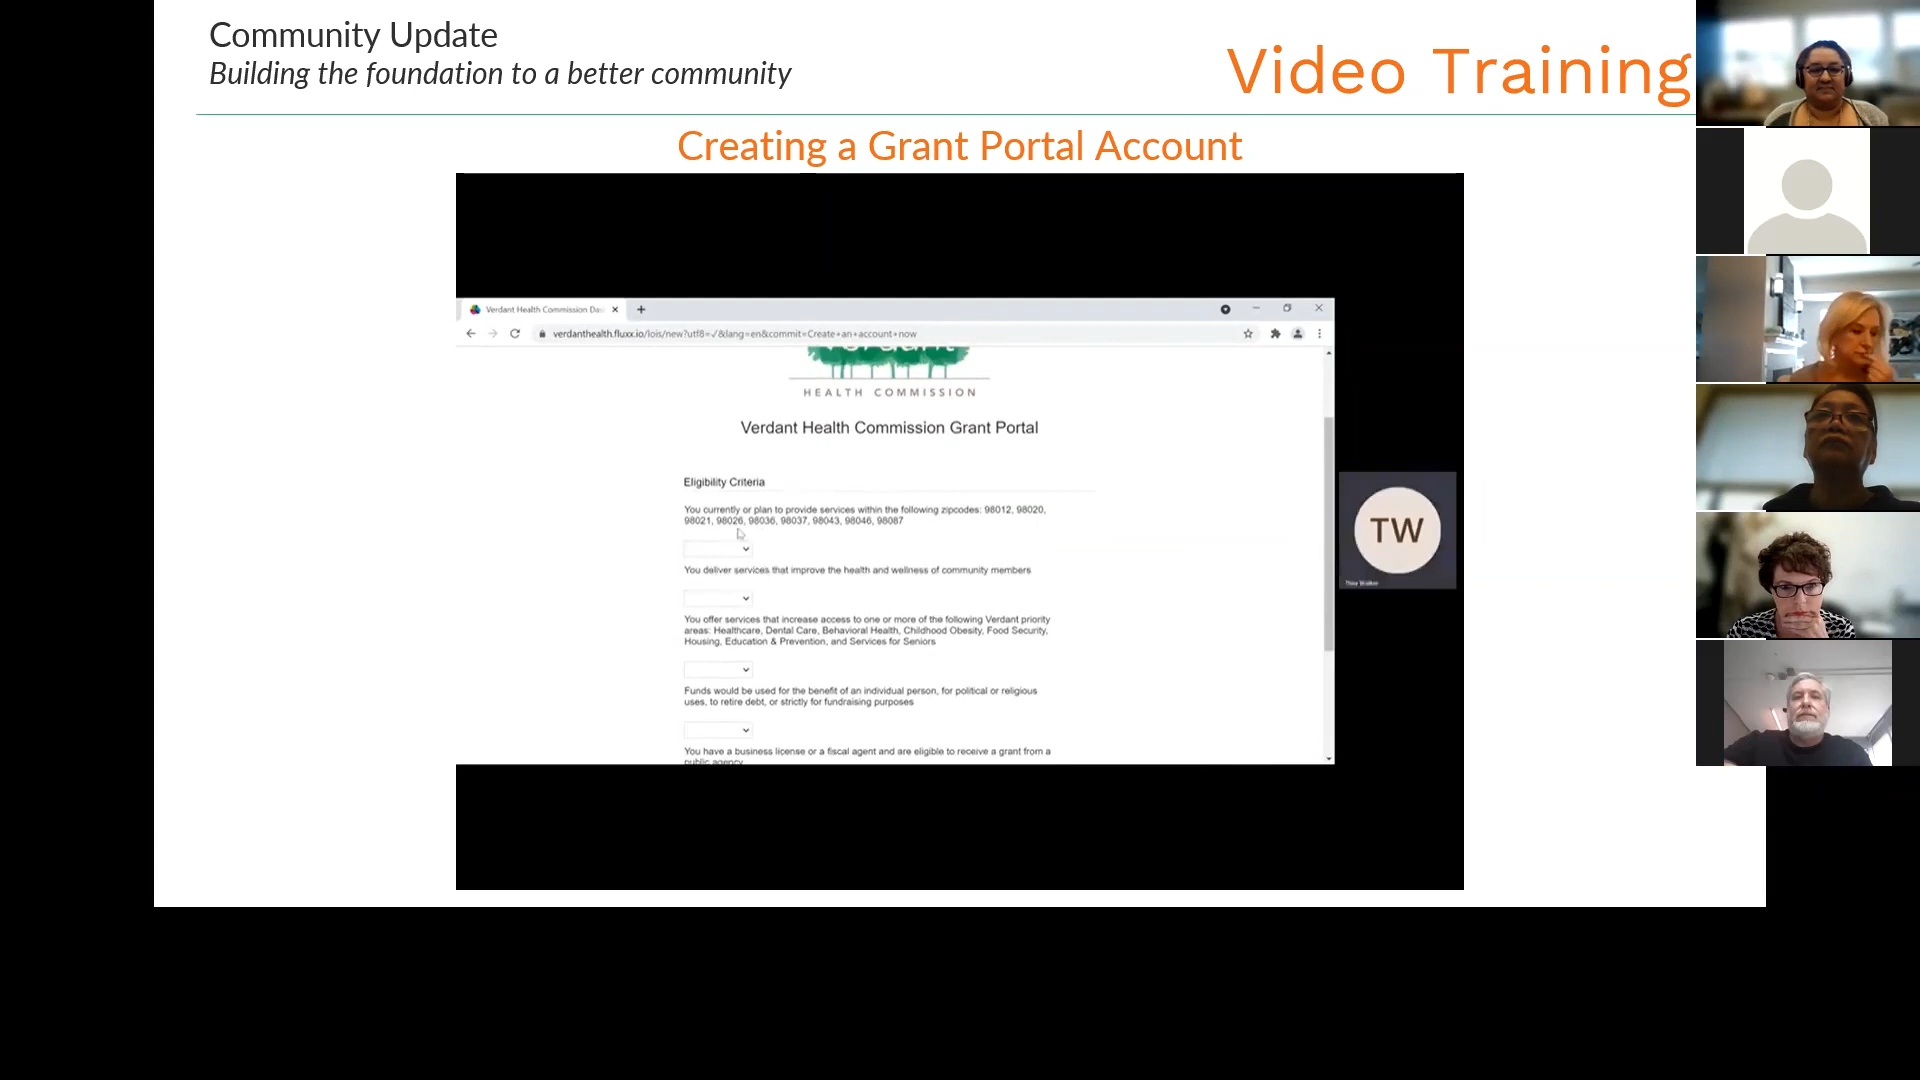 Community Update
Building the foundation to a better community
Video Training
Creating a Grant Portal Account
Verdant Health Commission Da
verdanthealth.fluxx.io/lois/new?utf8=✓&lang=en&commit=Create+an+account+now
HEALTH COMMISSION
Verdant Health Commission Grant Portal
Eligibility Criteria
You currently or plan to provide services within the following zipcodes: 98012, 98020,
98021, 98026, 98036, 98037, 98043, 98046, 98087
You deliver services that improve the health and wellness of community members
You offer services that increase access to one or more of the following Verdant priority
areas: Healthcare, Dental Care, Behavioral Health, Childhood Obesity, Food Security,
Housing, Education & Prevention, and Services for Seniors
Funds would be used for the benefit of an individual person, for political or religious
uses, to retire debt, or strictly for fundraising purposes
You have a business license or a fiscal agent and are eligible to receive a grant from a
public agency
TW
Walker